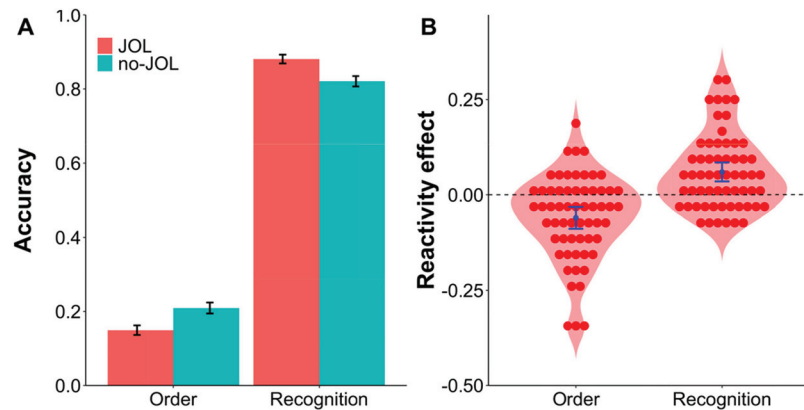 A
JOL
no-JOL
Accuracy
1.0
0.8
0.6
0.4
0.2
0.0
Order
Recognition
B
Reactivity effect
0.25
0.00
-0.25
-0.50
Order
Recognition